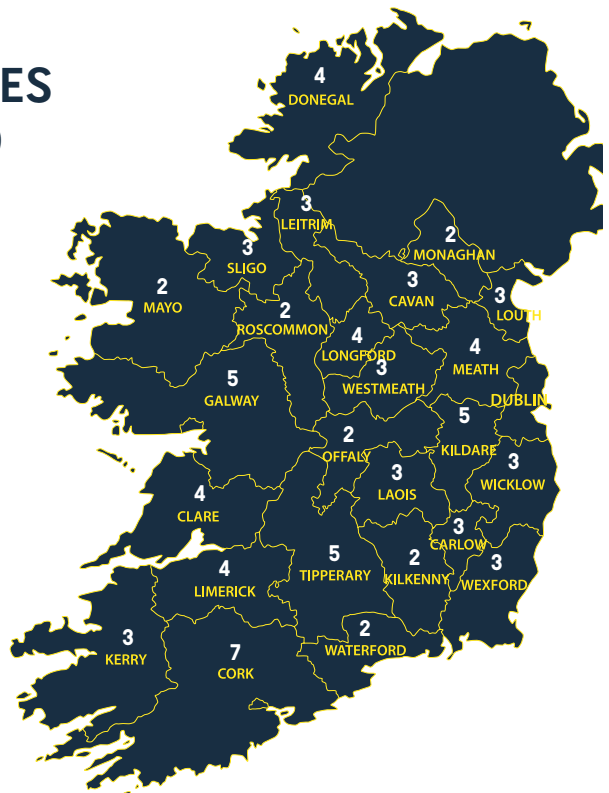 ES
4
DONEGAL
3
LEITRIM
2
MONAGHAN
3
SLIGO
3
CAVAN
3
LOUTH
2
MAYO
2
ROSCOMMON
4
LONGFORD
4
MEATH
3
WESTMEATH
5
GALWAY
DUBLIN
5
KILDARE
2
OFFALY
3
WICKLOW
3
LAOIS
4
CLARE
3
CARLOW
5
TIPPERARY
2
KILKENNY
3
WEXFORD
4
LIMERICK
2
WATERFORD
3
KERRY
7
CORK